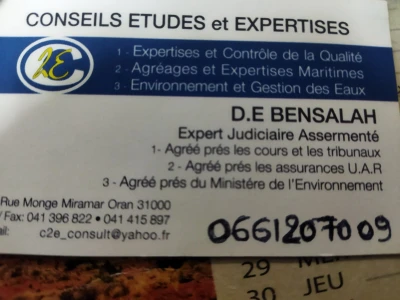 CONSEILS ETUDES et EXPERTISES
C2E
1 - Expertises et Contrôle de la Qualité
2 - Agréages et Expertises Maritimes
3 - Environnement et Gestion des Eaux
D.E BENSALAH
Expert Judiciaire Assermenté
1- Agréé prés les cours et les tribunaux
2 - Agréé prés les assurances U.A.R
3 - Agréé prés du Ministére de l'Environnement
Rue Monge Miramar Oran 31000
/ Fax: 041 396 822 • 041 415 897
ail: c2e_consult@yahoo.fr
0661207009
29
30 JEU